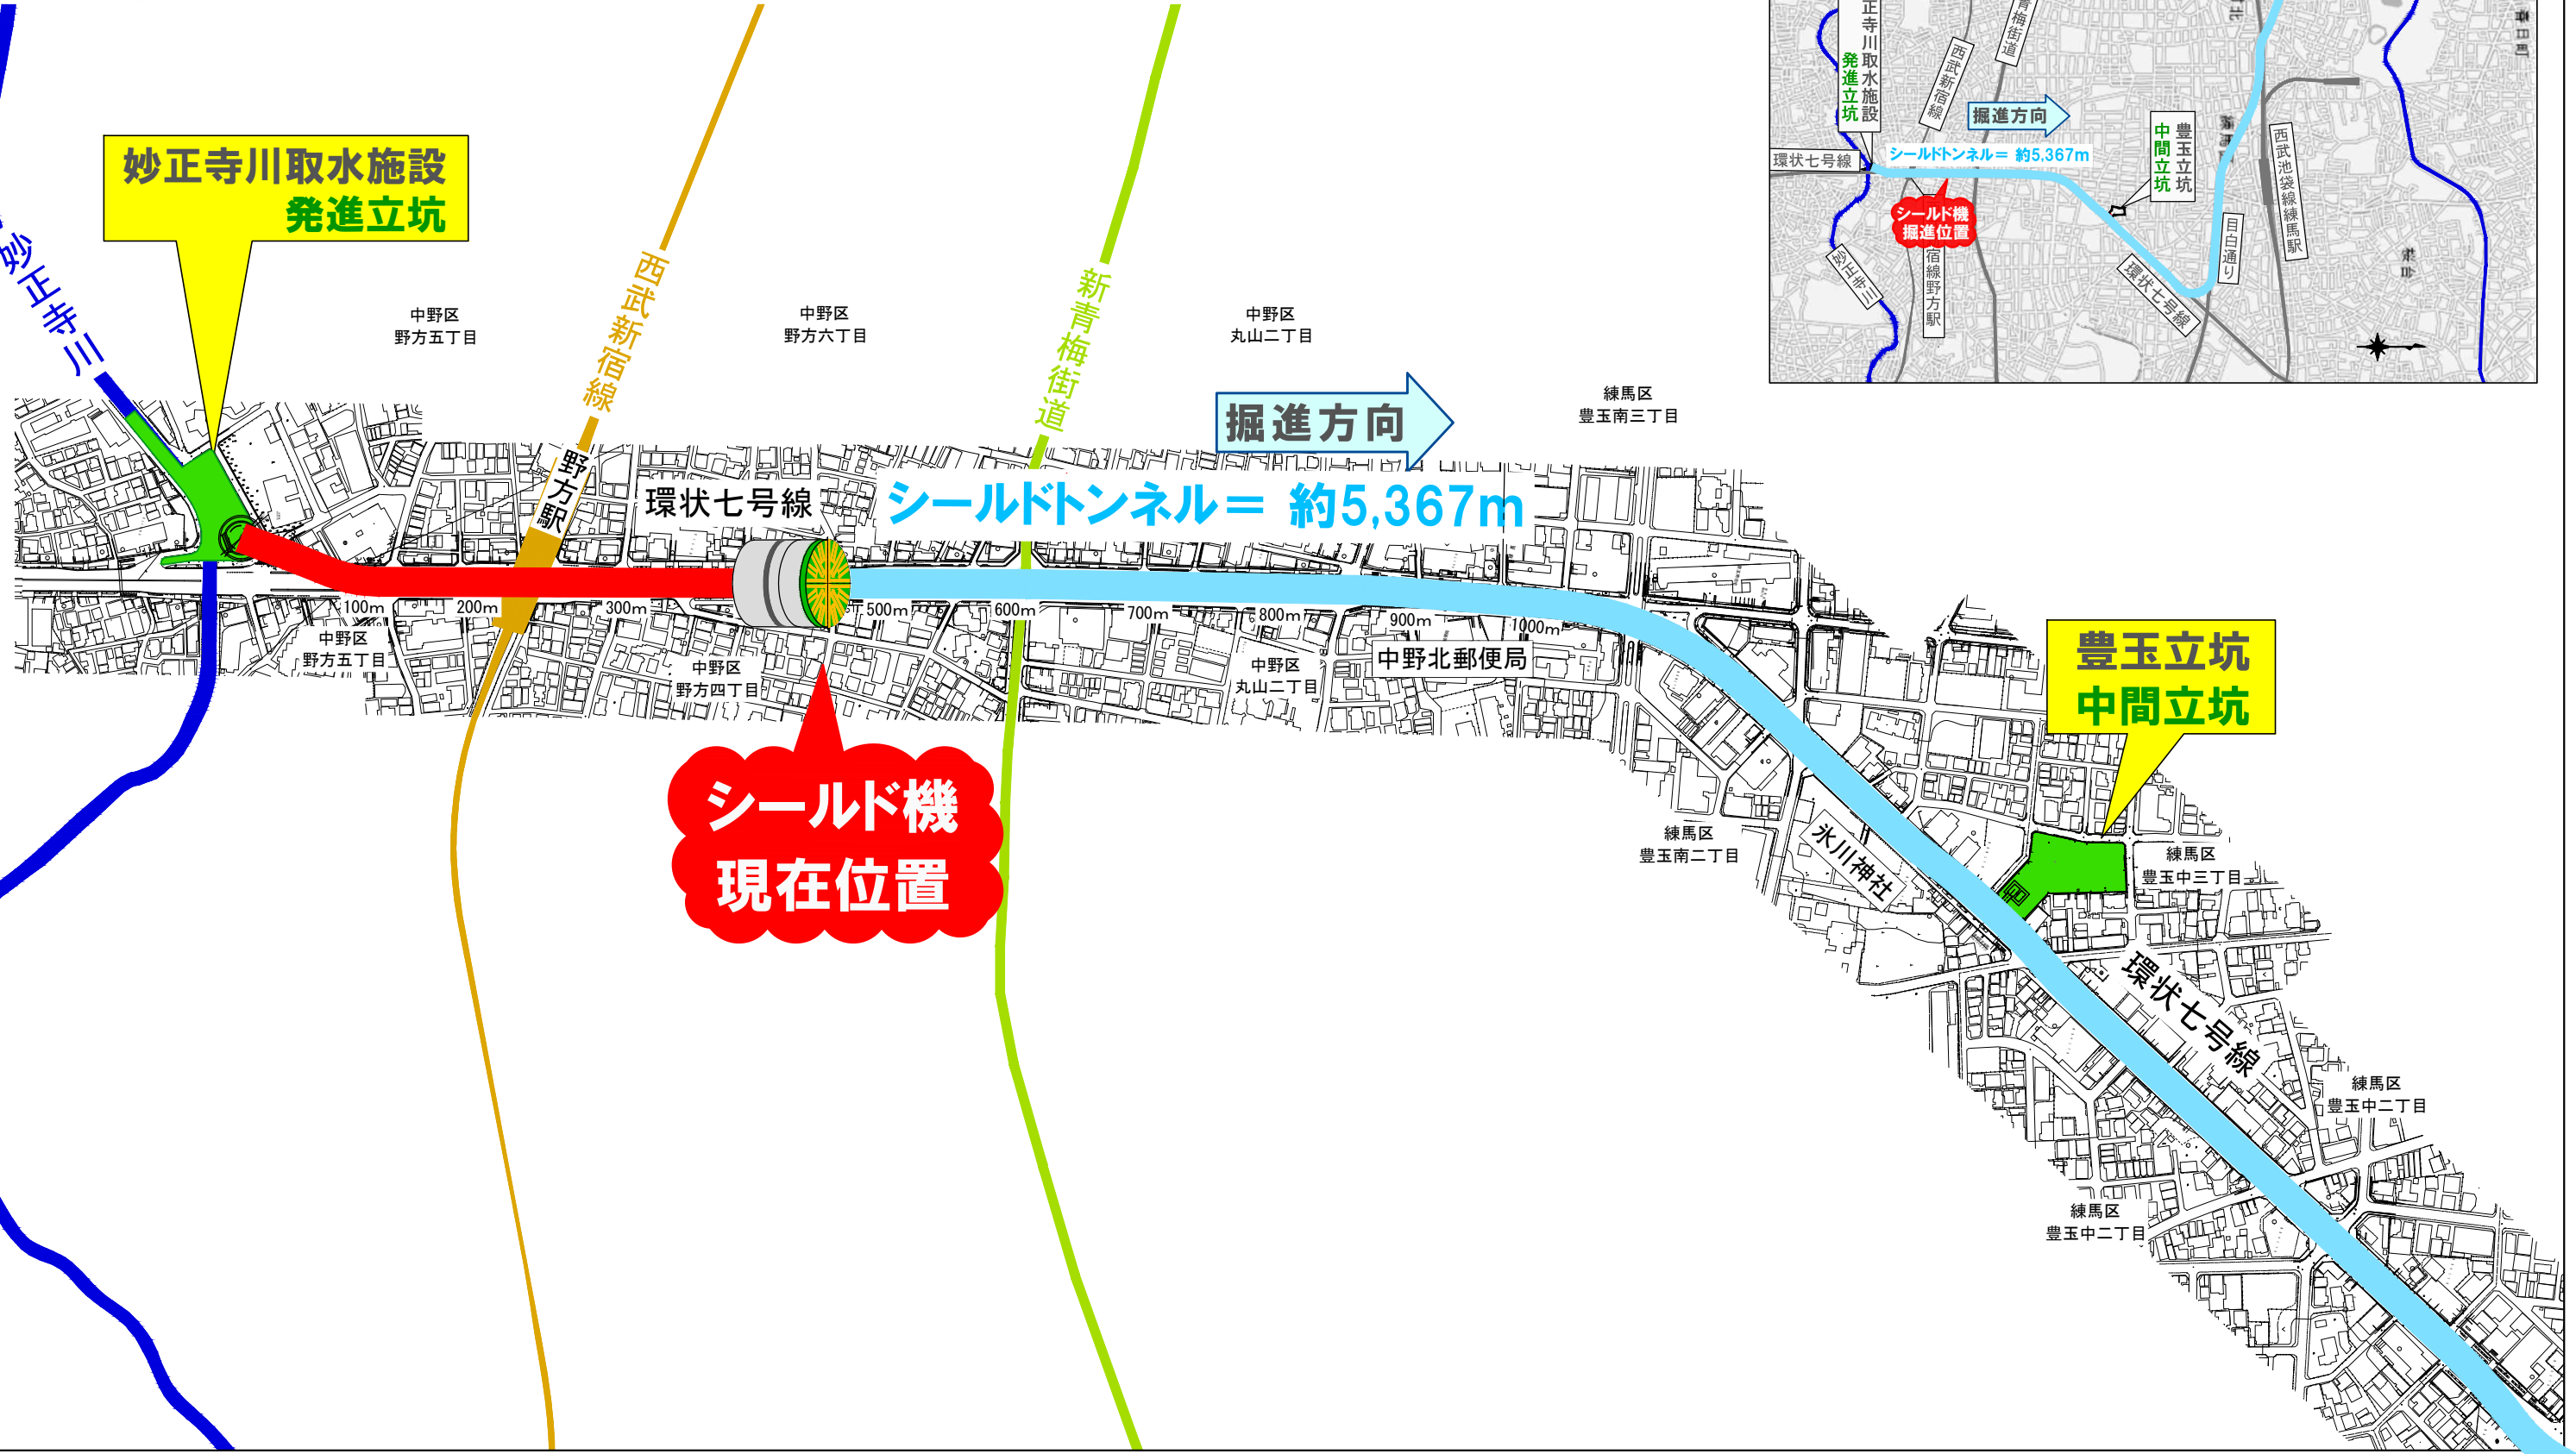 妙正寺川取水施設
発進立坑
妙正寺川
中野区
野方五丁目
西武新宿線
中野区
野方六丁目
新青梅街道
中野区
丸山二丁目
掘進方向
練馬区
豊玉南三丁目
野方駅
環状七号線
シールドトンネル＝ 約5,367m
100m
200m
300m
500m
600m
700m
800m
900m
1000m
中野区
野方五丁目
中野区
野方四丁目
中野区
丸山二丁目
中野北郵便局
シールド機
現在位置
豊玉立坑
中間立坑
練馬区
豊玉南二丁目
氷川神社
練馬区
豊玉中三丁目
環状七号線
練馬区
豊玉中二丁目
練馬区
豊玉中二丁目
正寺川取水施設
発進立坑
西武新宿線
青梅街道
掘進方向
環状七号線
シールドトンネル＝ 約5,367m
シールド機
掘進位置
妙正寺川
宿線野方駅
豊玉立坑
中間立坑
環状七号線
目白通り
西武池袋線練馬駅
春日町